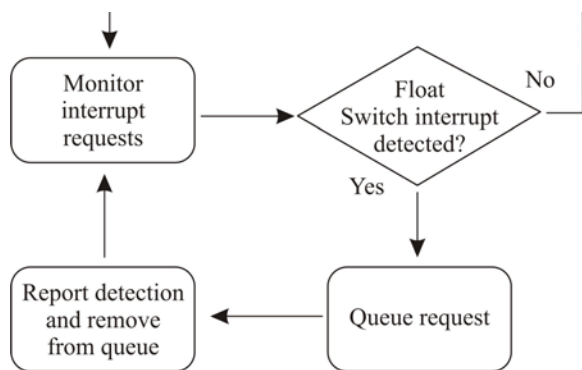 Monitor
interrupt
requests
Float
Switch interrupt
detected?
No
Yes
Queue request
Report detection
and remove
from queue